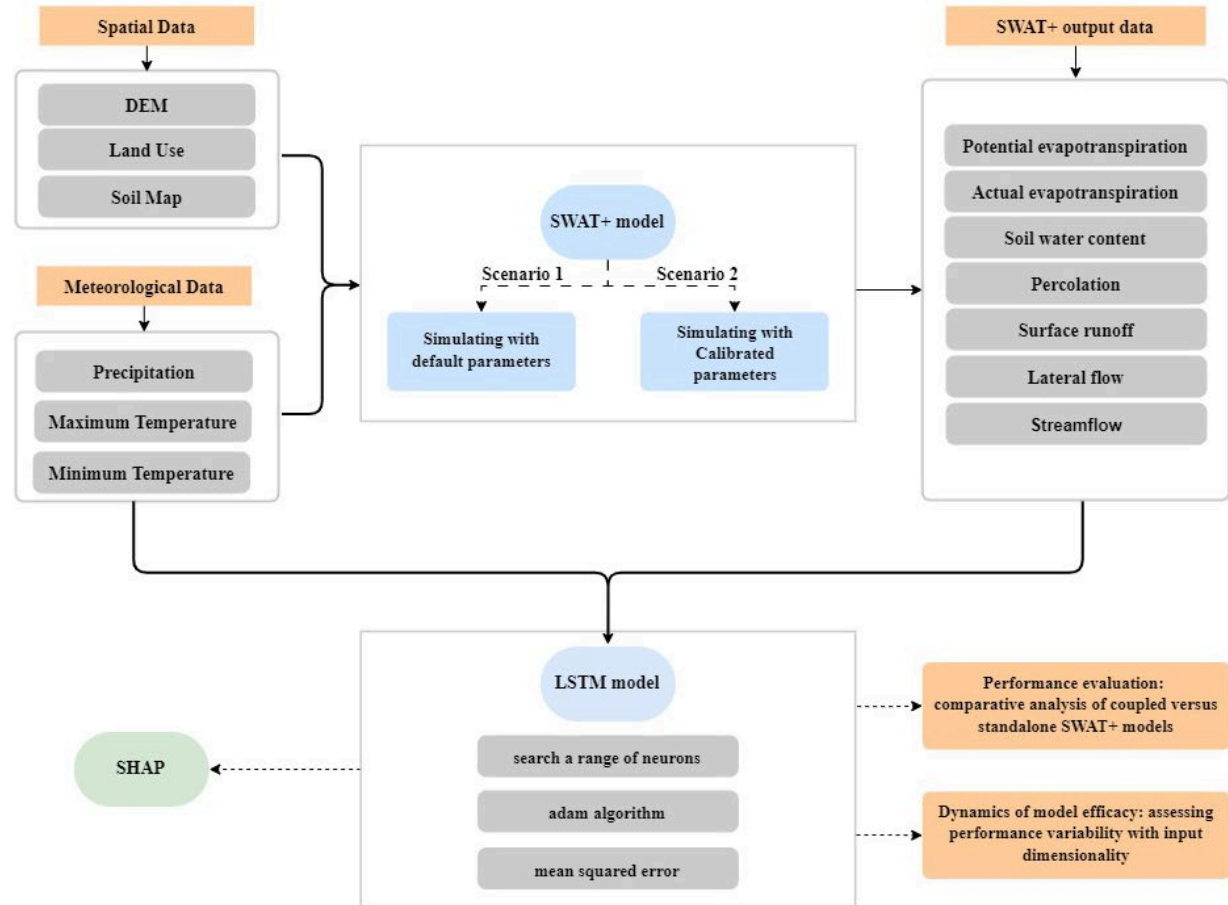 Spatial Data
DEM
Land Use
Soil Map
Meteorological Data
Precipitation
Maximum Temperature
Minimum Temperature
SWAT+ model
Scenario 1
Scenario 2
Simulating with
default parameters
Simulating with
Calibrated
parameters
SWAT+ output data
Potential evapotranspiration
Actual evapotranspiration
Soil water content
Percolation
Surface runoff
Lateral flow
Streamflow
LSTM model
search a range of neurons
adam algorithm
mean squared error
SHAP
Performance evaluation:
comparative analysis of coupled versus
standalone SWAT+ models
Dynamics of model efficacy: assessing
performance variability with input
dimensionality